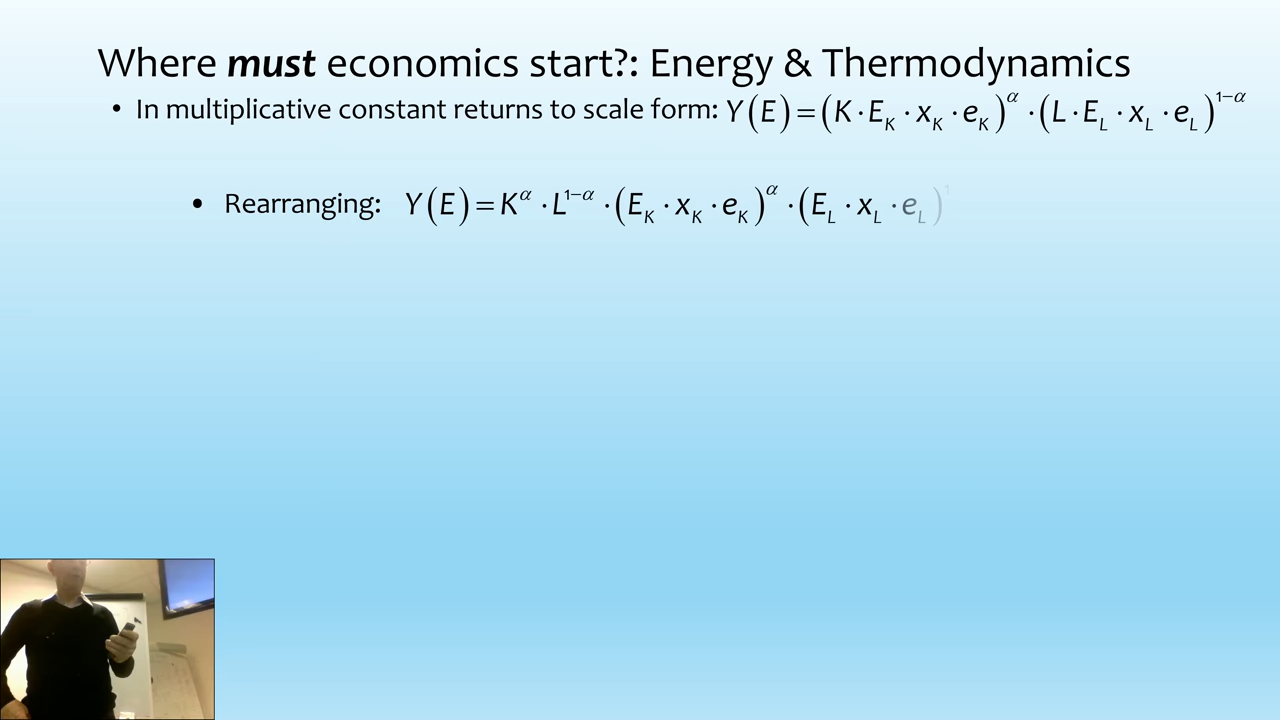 Where must economics start?: Energy & Thermodynamics
• In multiplicative constant returns to scale form: Y(E) = (K · E_K · x_K · e_K)^α · (L · E_L · x_L · e_L)^{1−α}
• Rearranging: Y(E) = K^α · L^{1−α} · (E_K · x_K · e_K)^α · (E_L · x_L · e_L)^1